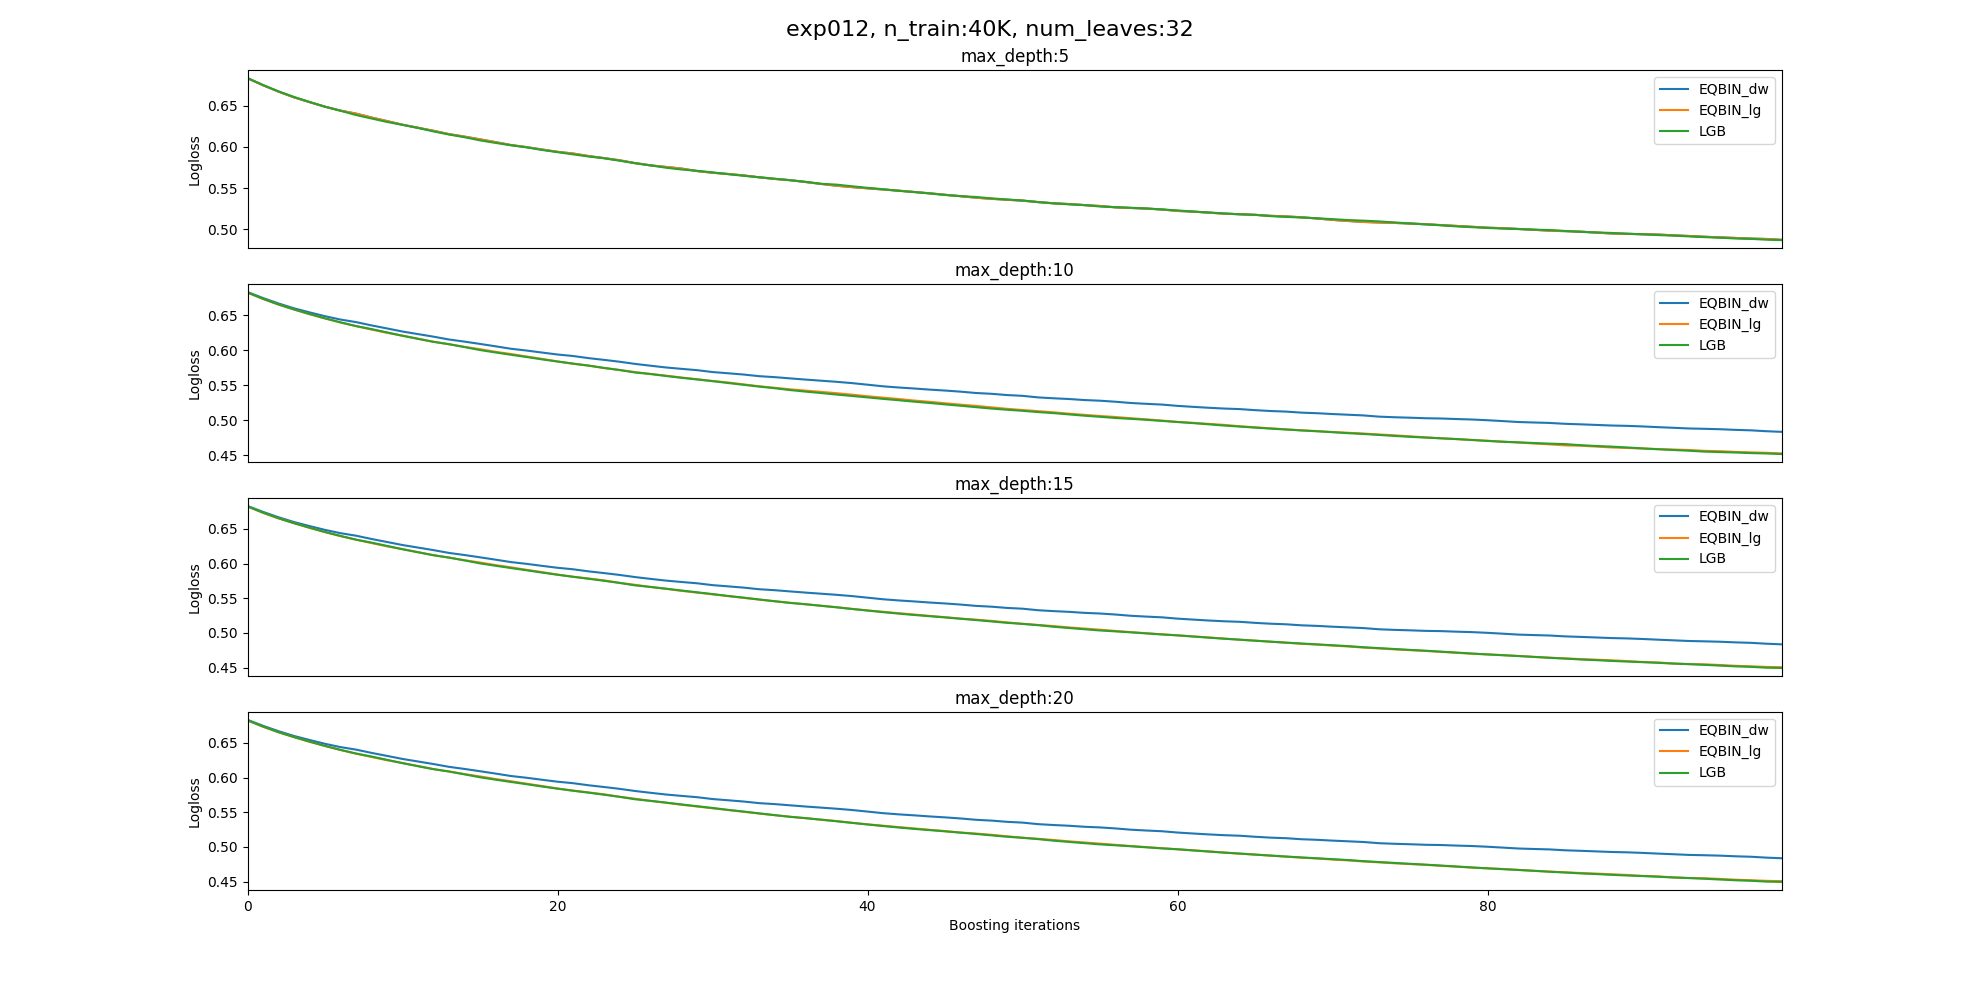 exp012, n_train:40K, num_leaves:32
max_depth:5
0.65
0.60
0.55
0.50
Logloss
EQBIN_dw
EQBIN_lg
LGB
max_depth:10
0.65
0.60
0.55
0.50
0.45
Logloss
EQBIN_dw
EQBIN_lg
LGB
max_depth:15
0.65
0.60
0.55
0.50
0.45
Logloss
EQBIN_dw
EQBIN_lg
LGB
max_depth:20
0.65
0.60
0.55
0.50
0.45
Logloss
EQBIN_dw
EQBIN_lg
LGB
0 20 40 60 80
Boosting iterations